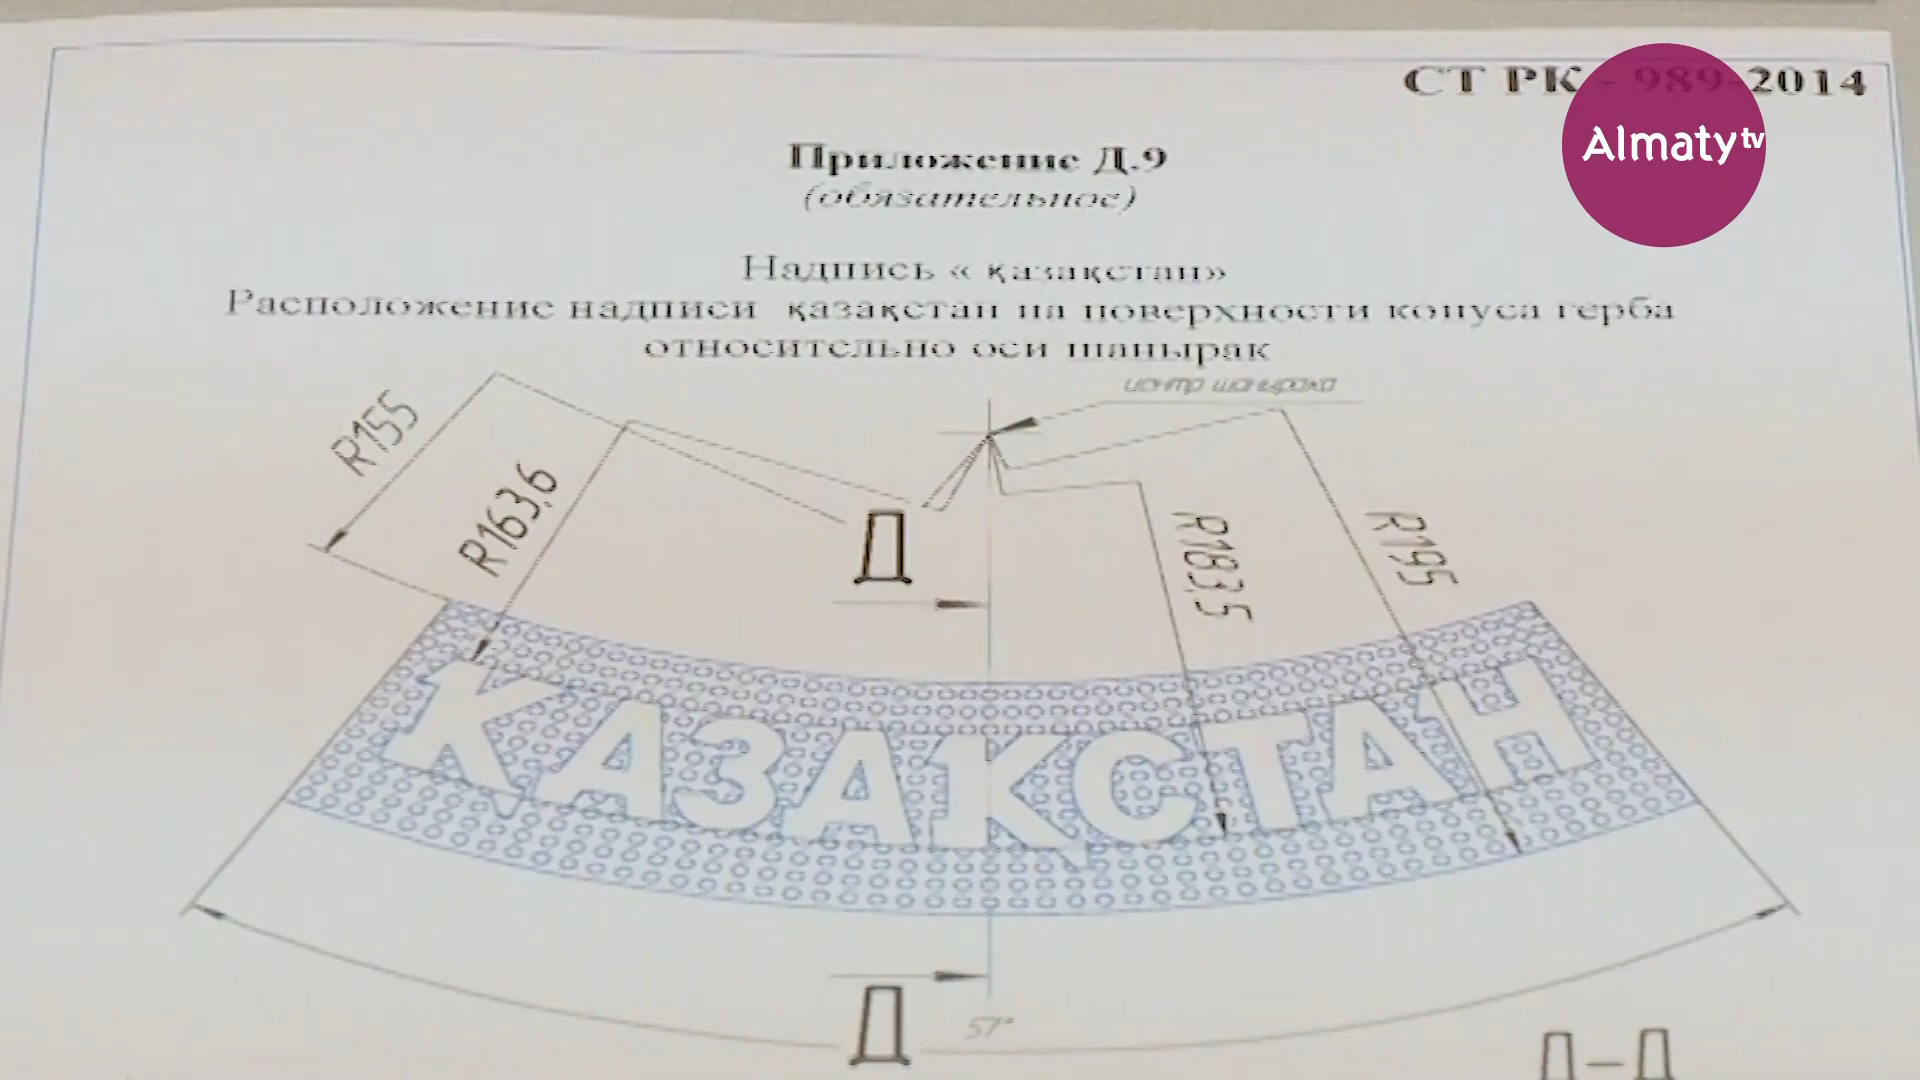 СТ РК - 989-2014
Almaty tv
Приложение Д.9
(обязательное)
Надпись « қазақстан»
Расположение надписи қазақстан на поверхности конуса герба
относительно оси шанырак
центр шанырака
R155
R163,6
R183,5
R195
Д
ҚАЗАҚСТАН
Д
57°
Д-Д